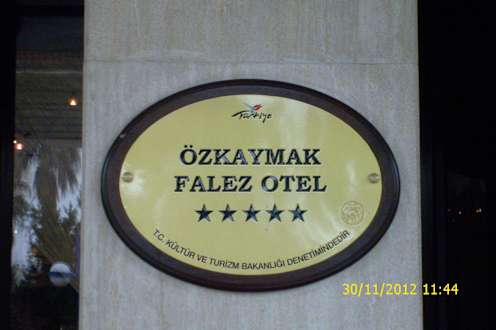 Türkiye
ÖZKAYMAK
FALEZ OTEL
T.C. KÜLTÜR VE TURİZM BAKANLIĞI DENETİMİNDEDİR
30/11/2012 11:44